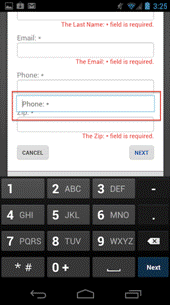 3:25
The Last Name: * field is required.
Email: *
The Email: * field is required.
Phone: *
Phone: *
Zip: *
The Zip: * field is required.
CANCEL NEXT
1 2 ABC 3 DEF -
4 GHI 5 JKL 6 MNO .
7 PQRS 8 TUV 9 WXYZ
* # 0 + Next